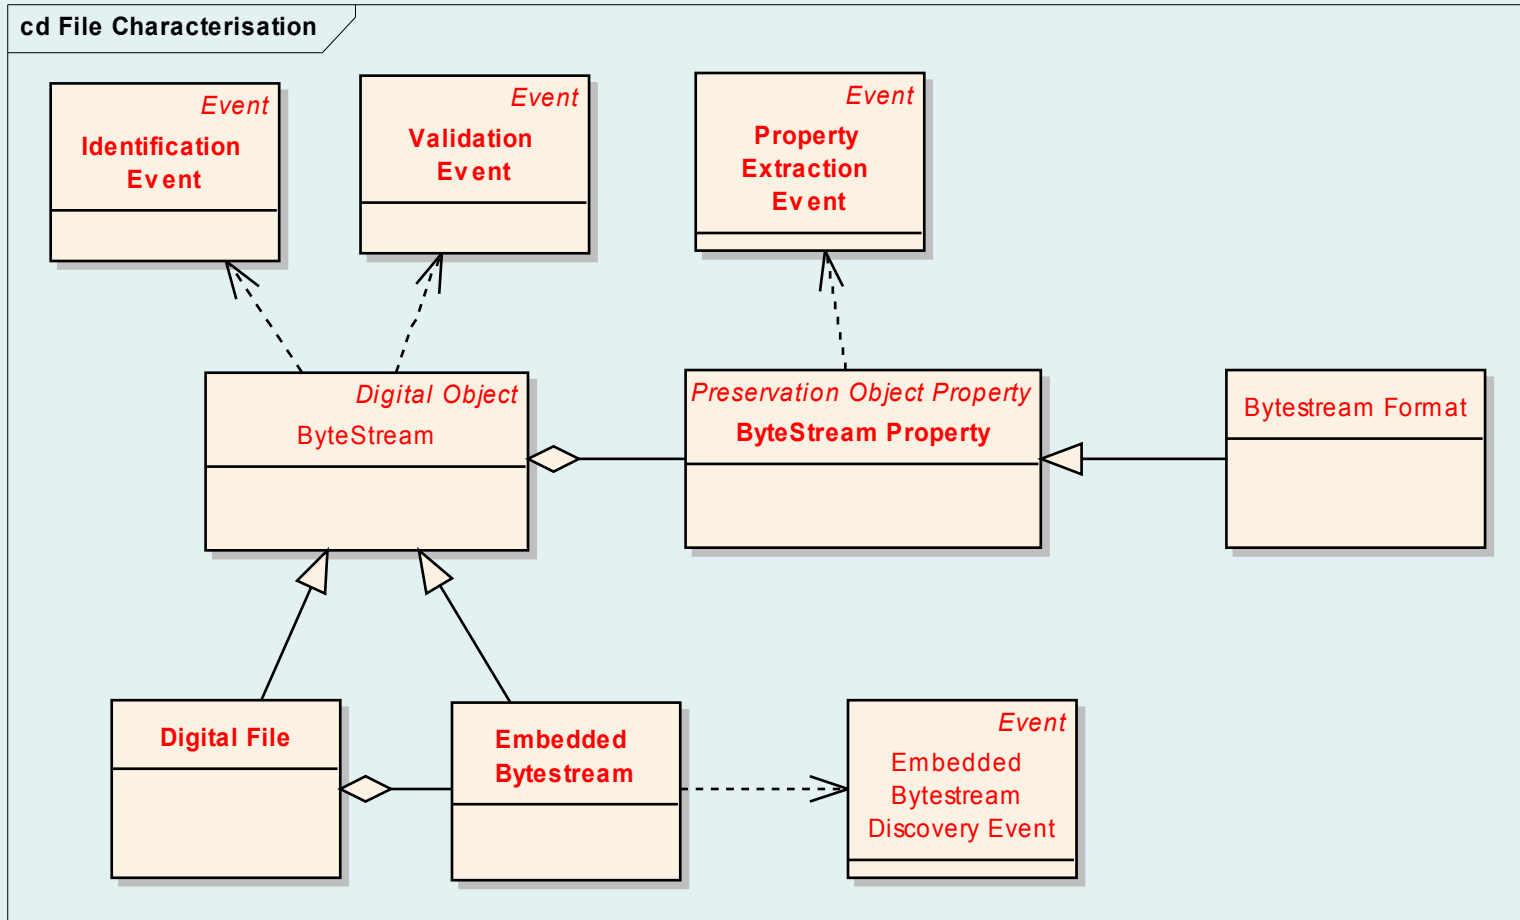 cd File Characterisation
Event
Identification
Event
Event
Validation
Event
Event
Property
Extraction
Event
Digital Object
ByteStream
Preservation Object Property
ByteStream Property
Bytestream Format
Digital File
Embedded
Bytestream
Event
Embedded
Bytestream
Discovery Event